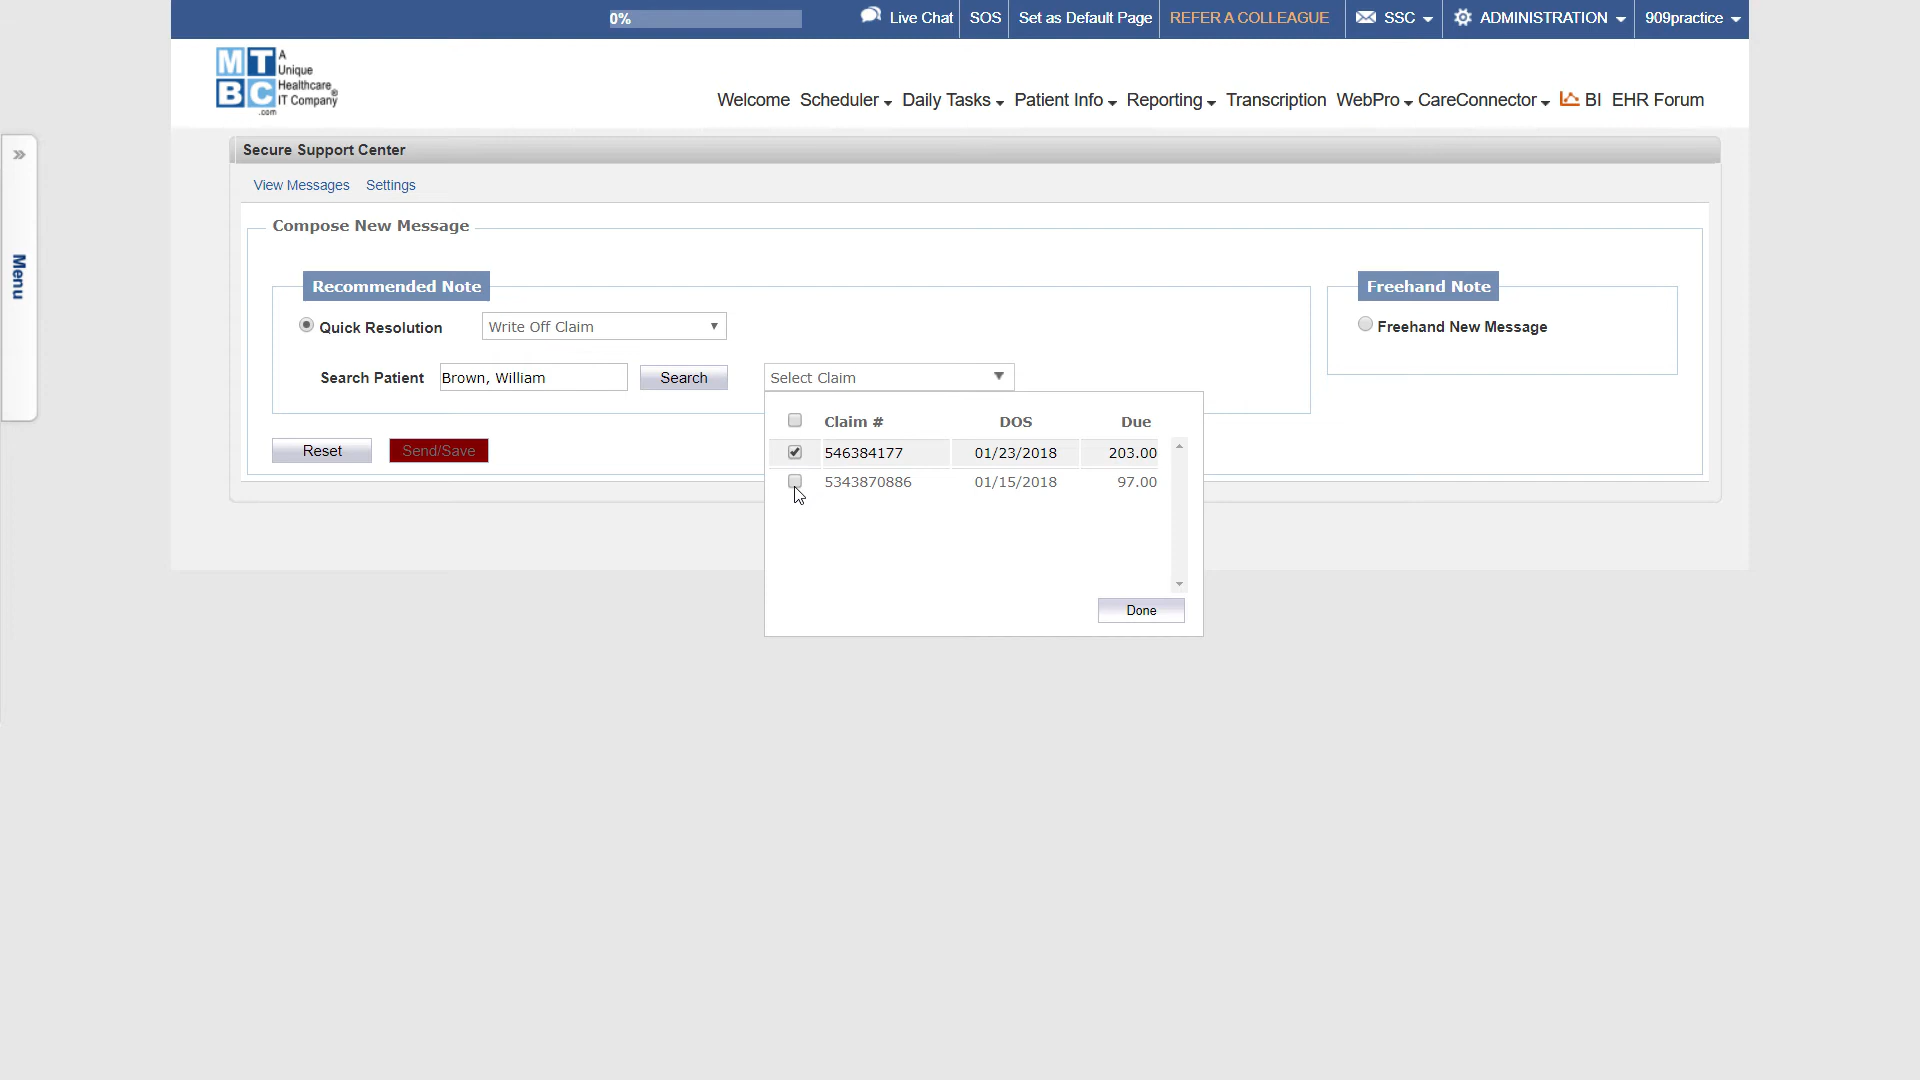 0%
Live Chat SOS Set as Default Page REFER A COLLEAGUE SSC ADMINISTRATION 909practice
MT A
Unique
BC Healthcare®
IT Company
.com
Welcome Scheduler Daily Tasks Patient Info Reporting Transcription WebPro CareConnector BI EHR Forum
Secure Support Center
Menu
View Messages Settings
Compose New Message
Recommended Note Freehand Note
Quick Resolution Write Off Claim Freehand New Message
Search Patient Brown, William Search Select Claim
Claim # DOS Due
Reset Send/Save 546384177 01/23/2018 203.00
5343870886 01/15/2018 97.00
Done